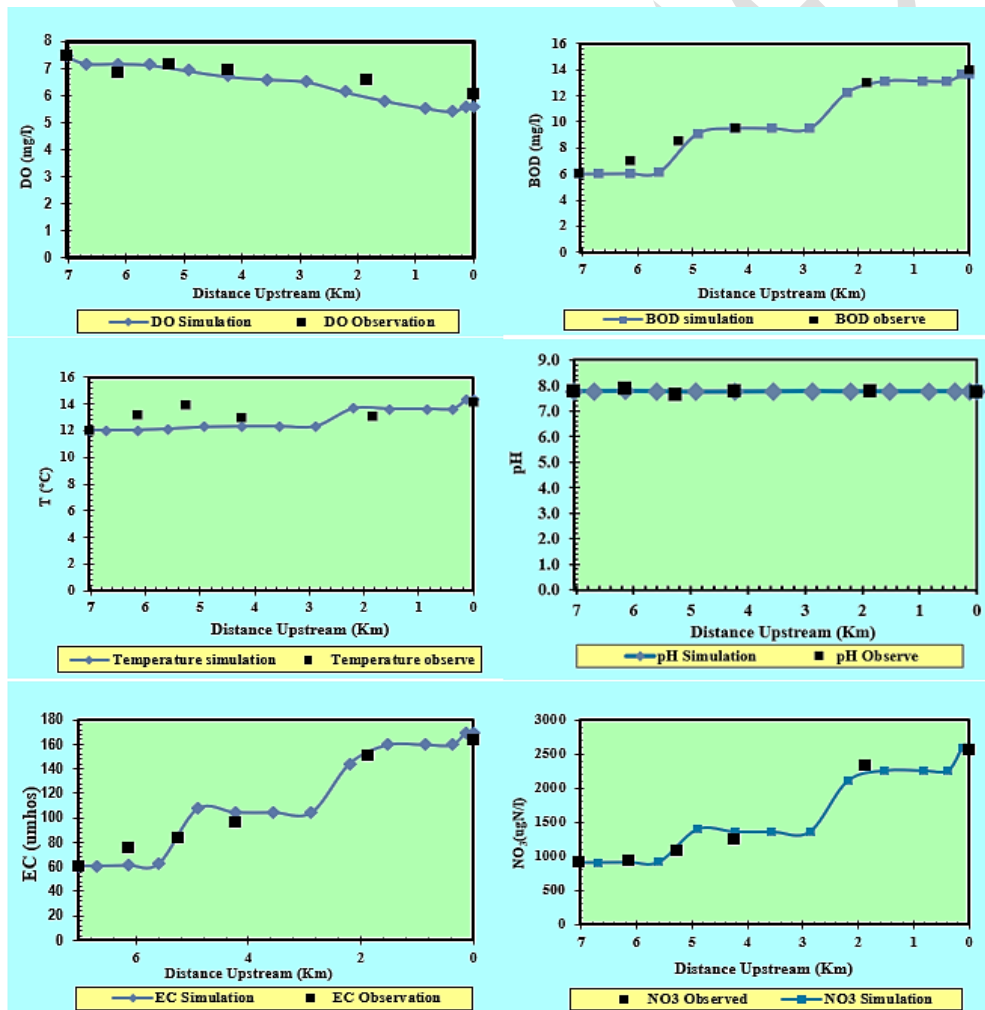 8
7
6
5
4
3
2
1
0
DO (mg/l)
7 6 5 4 3 2 1 0
Distance Upstream (Km)
DO Simulation DO Observation
16
14
12
10
8
6
4
2
0
BOD (mg/l)
7 6 5 4 3 2 1 0
Distance Upstream (Km)
BOD simulation BOD observe
16
14
12
10
8
6
4
2
0
T (°C)
7 6 5 4 3 2 1 0
Distance Upstream (Km)
Temperature simulation Temperature observe
9.0
8.0
7.0
6.0
5.0
4.0
3.0
2.0
1.0
0.0
pH
7 6 5 4 3 2 1 0
Distance Upstream (Km)
pH Simulation pH Observe
180
160
140
120
100
80
60
40
20
0
EC (umhos)
6 4 2 0
Distance Upstream (Km)
EC Simulation EC Observation
3000
2500
2000
1500
1000
500
0
NO3(ugN/l)
7 6 5 4 3 2 1 0
Distance Upstream (Km)
NO3 Observed NO3 Simulation